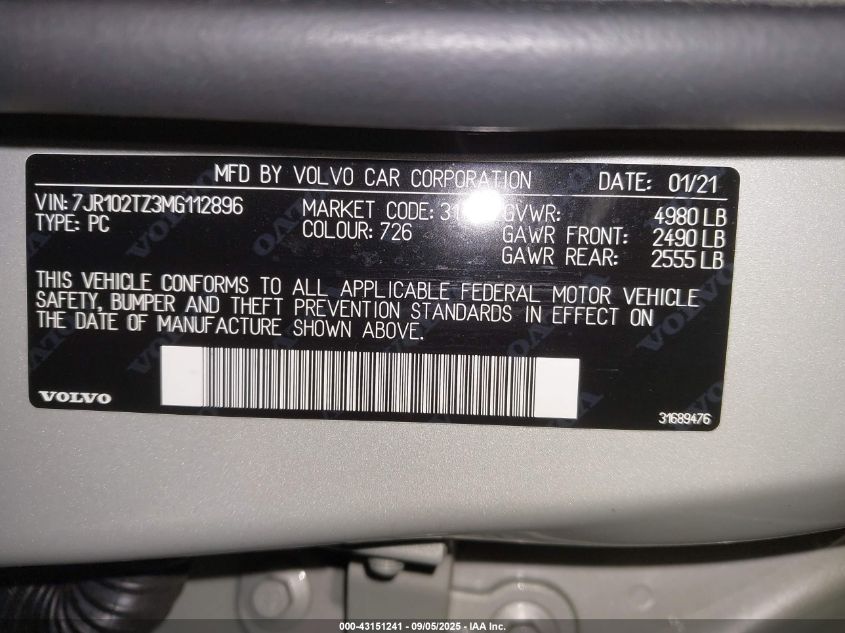 MFD BY VOLVO CAR CORPORATION DATE: 01/21
VIN: 7JR102TZ3MG112896
TYPE: PC
MARKET CODE:
COLOUR: 726
GVWR: 4980 LB
GAWR FRONT: 2490 LB
GAWR REAR: 2555 LB
THIS VEHICLE CONFORMS TO ALL APPLICABLE FEDERAL MOTOR VEHICLE
SAFETY, BUMPER AND THEFT PREVENTION STANDARDS IN EFFECT ON
THE DATE OF MANUFACTURE SHOWN ABOVE.
VOLVO
31689476
000-43151241 - 09/05/2025 - IAA Inc.